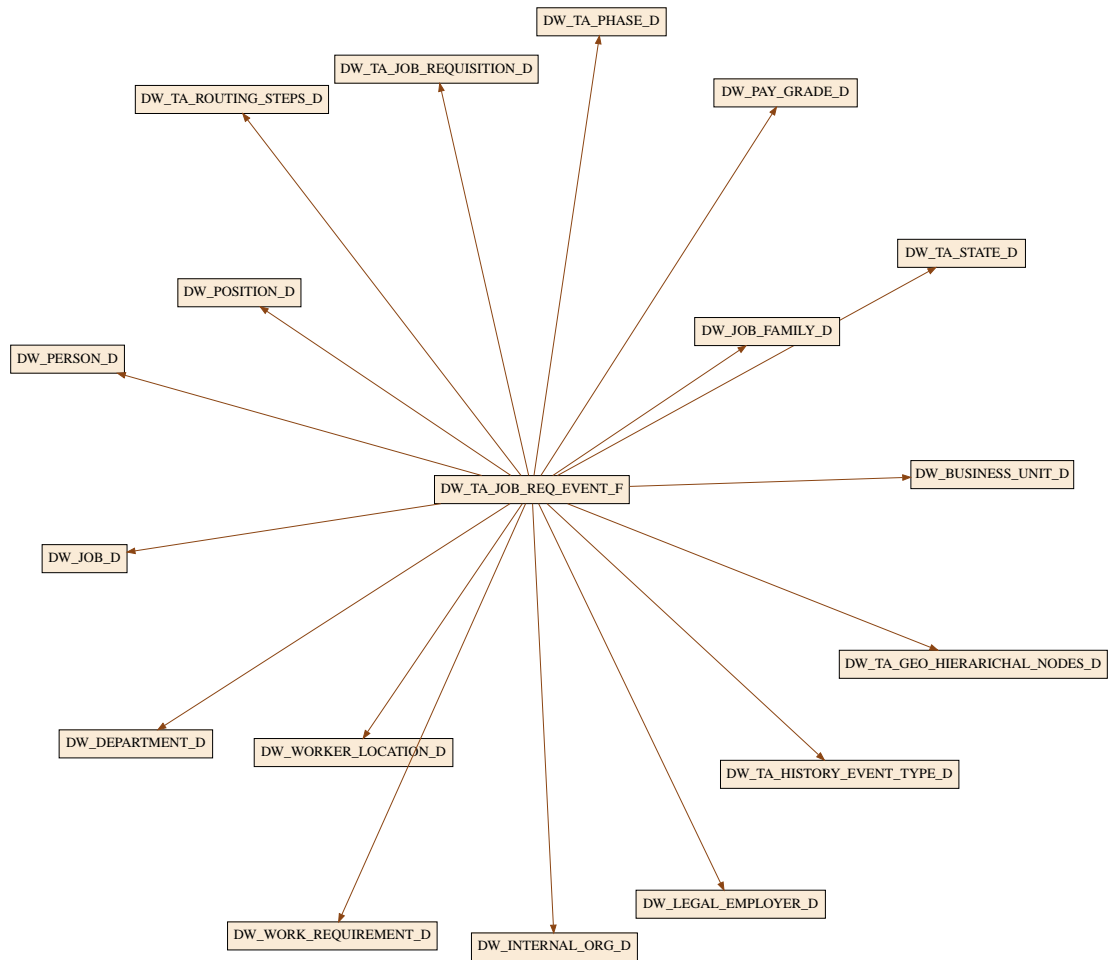 DW_TA_PHASE_D
DW_TA_JOB_REQUISITION_D
DW_PAY_GRADE_D
DW_TA_ROUTING_STEPS_D
DW_TA_STATE_D
DW_POSITION_D
DW_JOB_FAMILY_D
DW_PERSON_D
DW_BUSINESS_UNIT_D
DW_TA_JOB_REQ_EVENT_F
DW_JOB_D
DW_TA_GEO_HIERARICHAL_NODES_D
DW_DEPARTMENT_D
DW_WORKER_LOCATION_D
DW_TA_HISTORY_EVENT_TYPE_D
DW_LEGAL_EMPLOYER_D
DW_WORK_REQUIREMENT_D
DW_INTERNAL_ORG_D